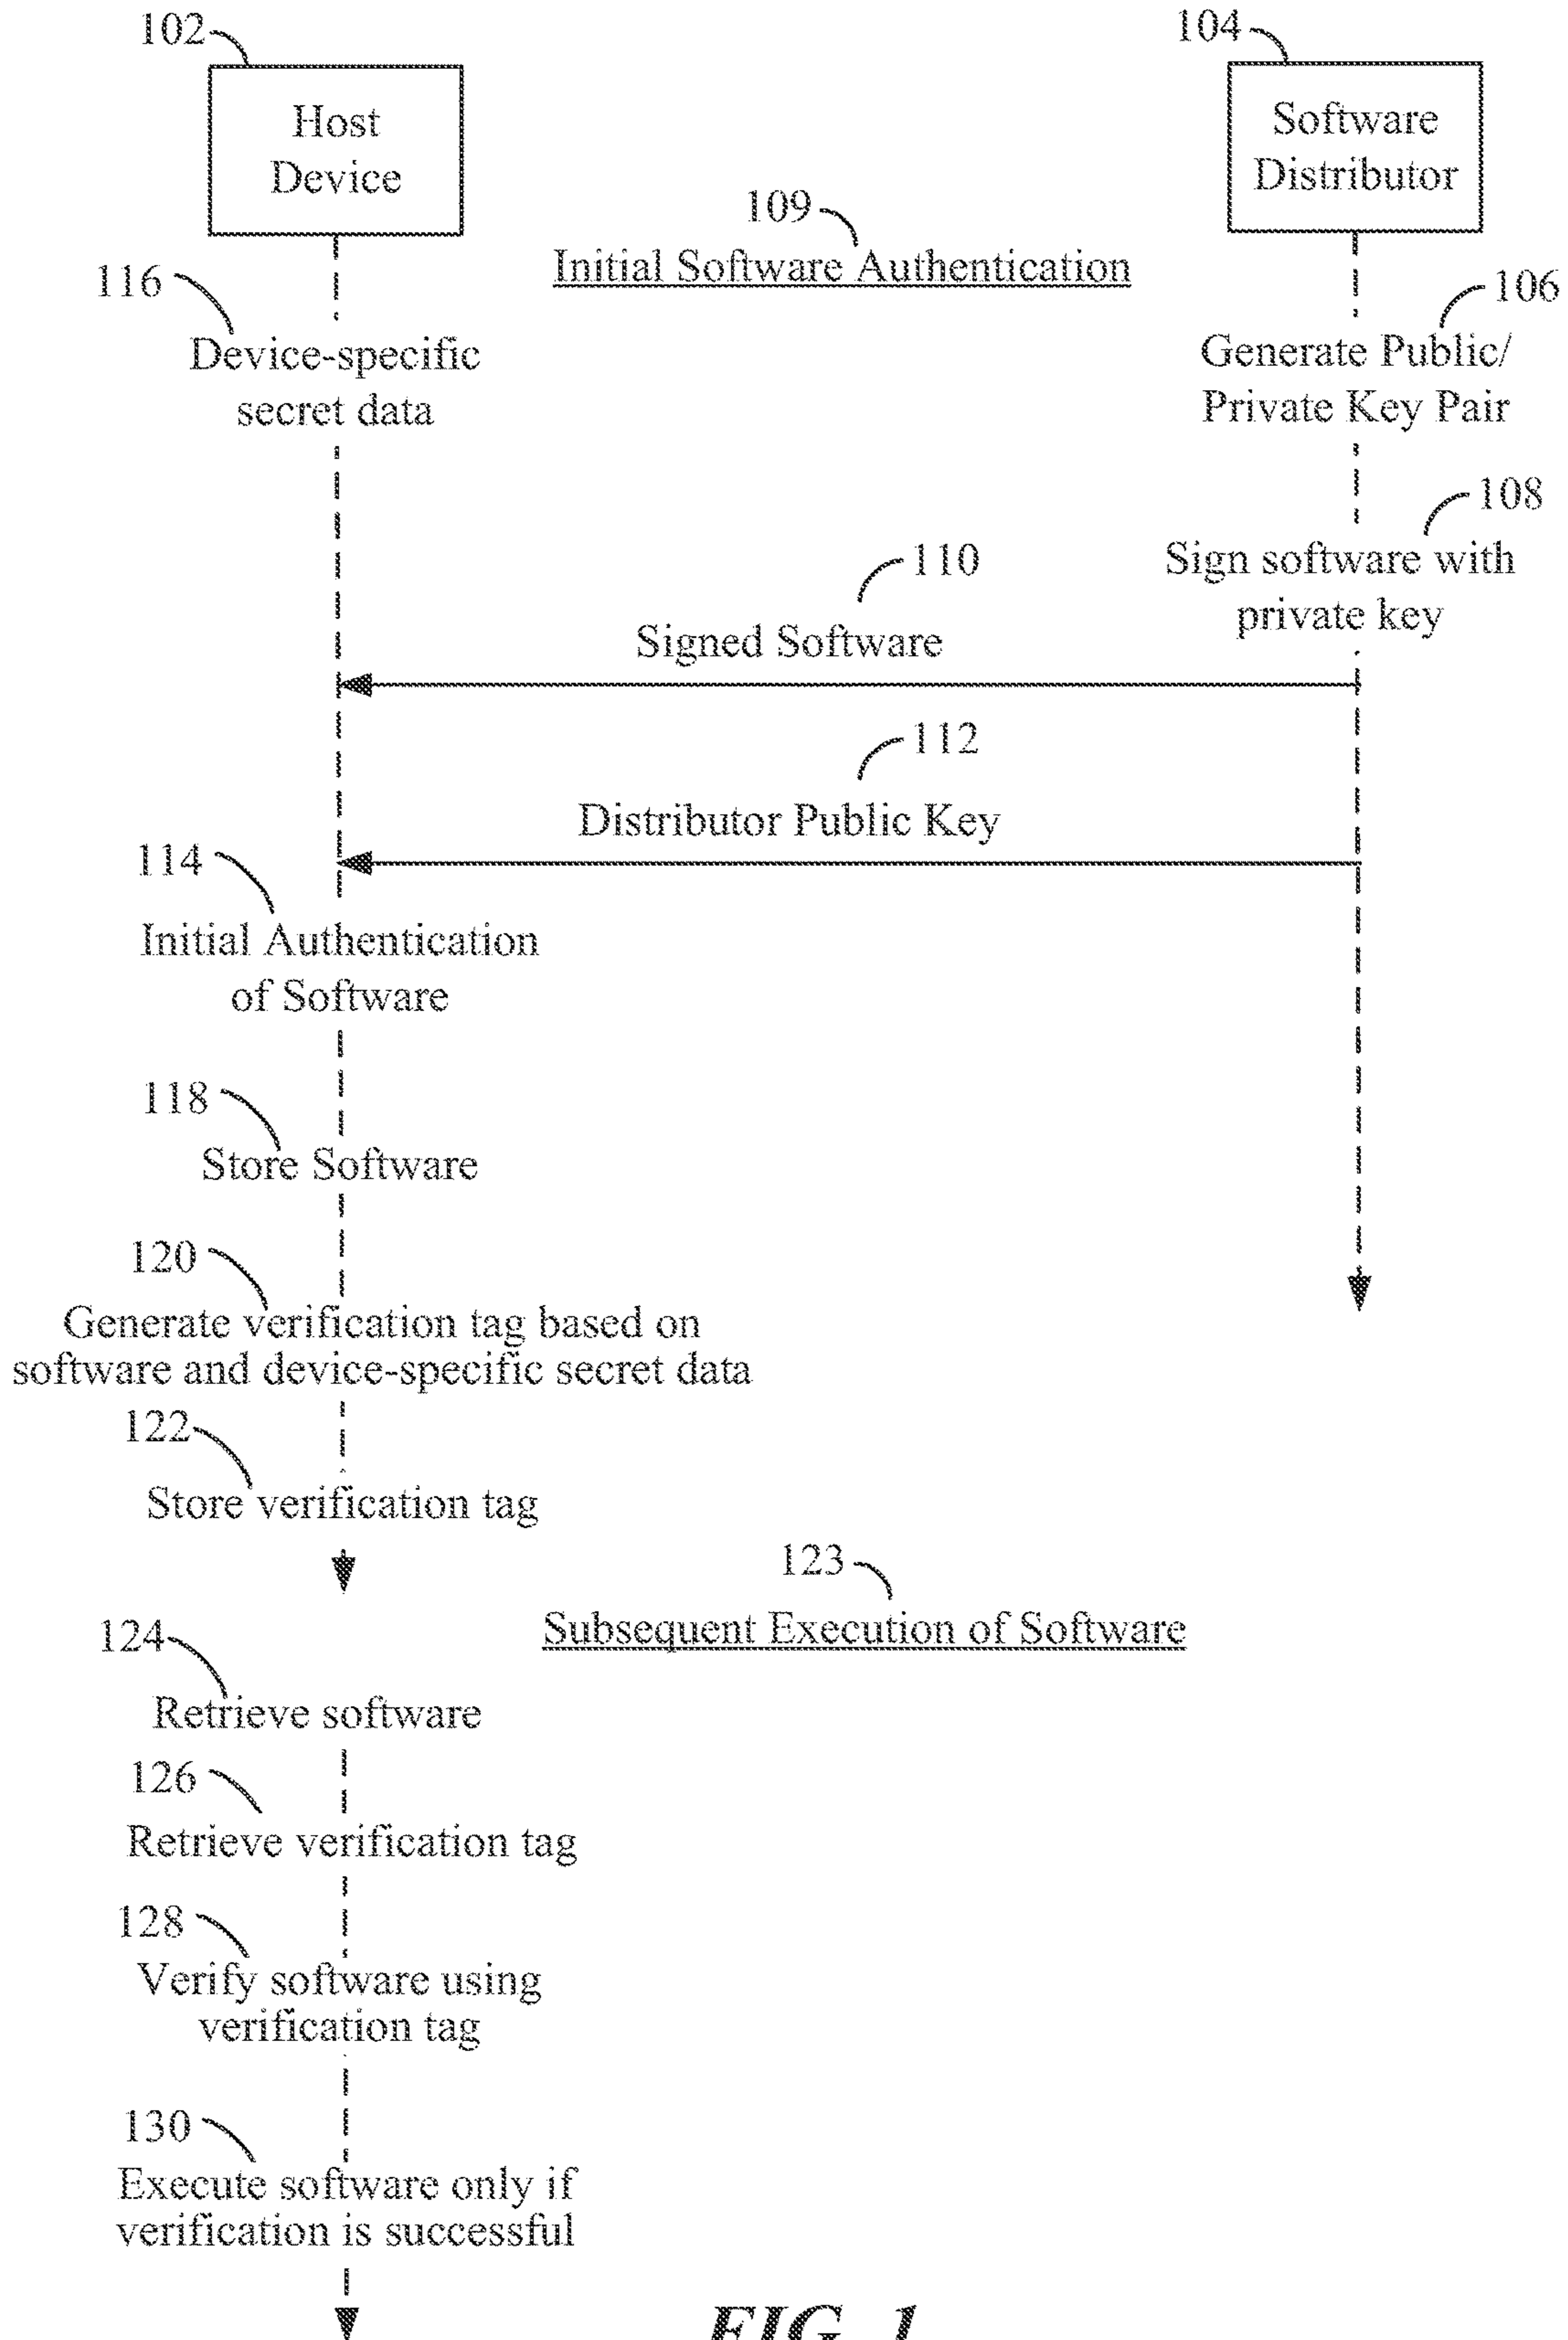 102
104
Host
Device
Software
Distributor
109
Initial Software Authentication
116
106
Device-specific
secret data
Generate Public/
Private Key Pair
108
110
Sign software with
private key
Signed Software
112
Distributor Public Key
114
Initial Authentication
of Software
118
Store Software
120
Generate verification tag based on
software and device-specific secret data
122
Store verification tag
123
Subsequent Execution of Software
124
Retrieve software
126
Retrieve verification tag
128
Verify software using
verification tag
130
Execute software only if
verification is successful
FIG. 1